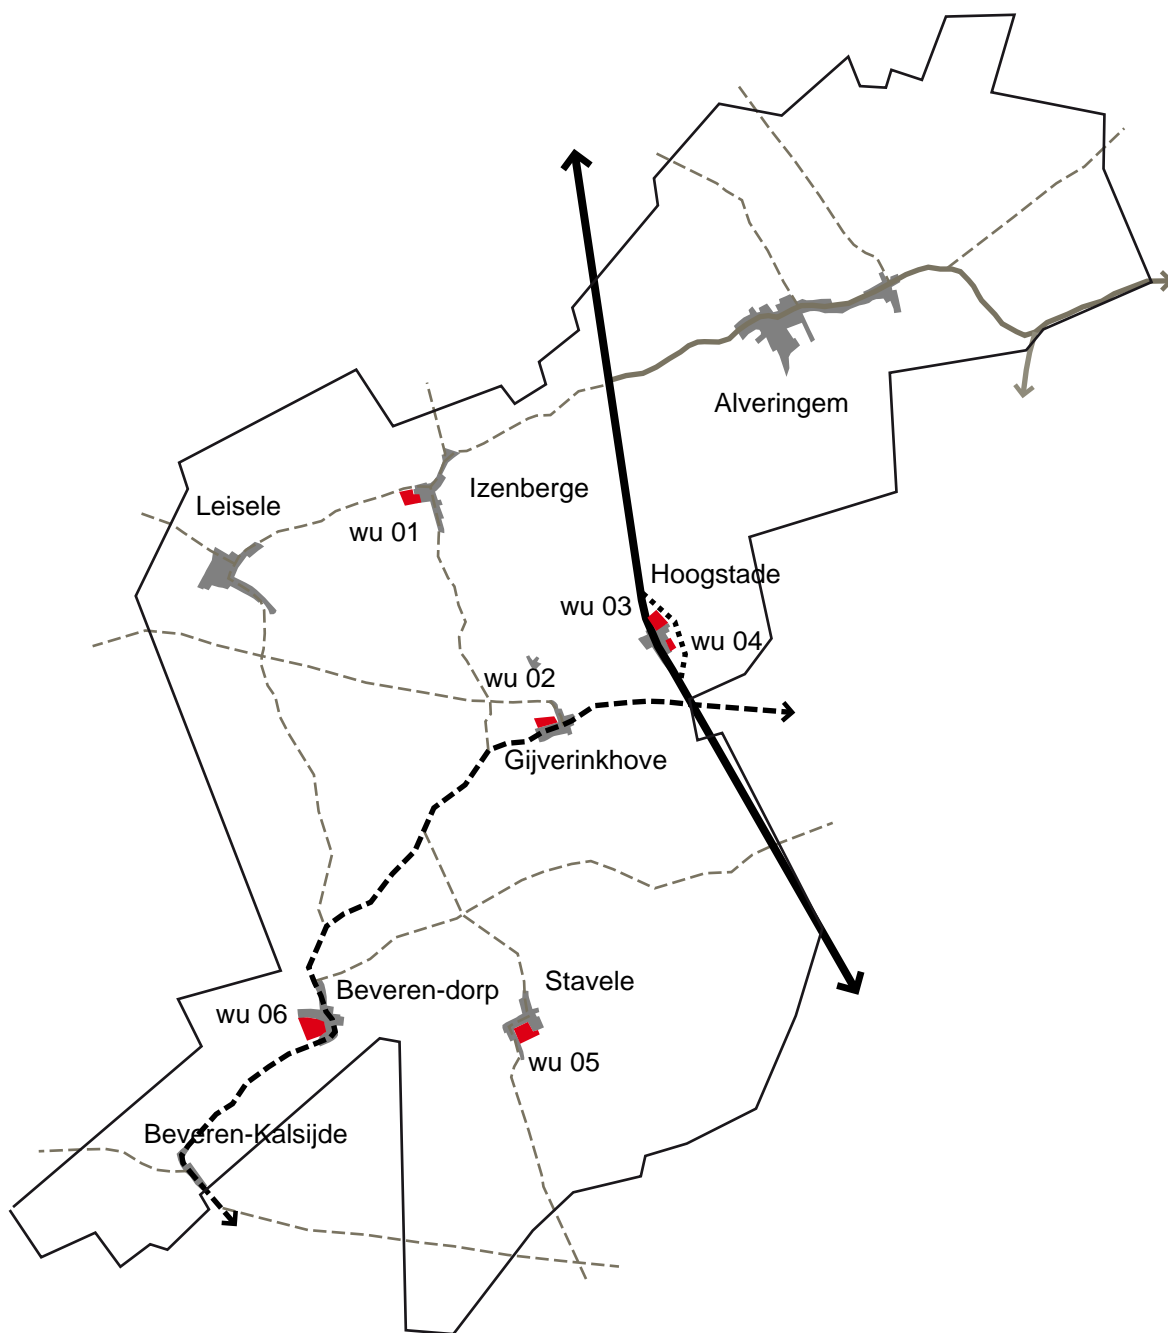 Alveringem
Izenberge
Leisele
wu 01
Hoogstade
wu 03
wu 04
wu 02
Gijverinkhove
Stavele
Beveren-dorp
wu 06
wu 05
Beveren-Kalsijde